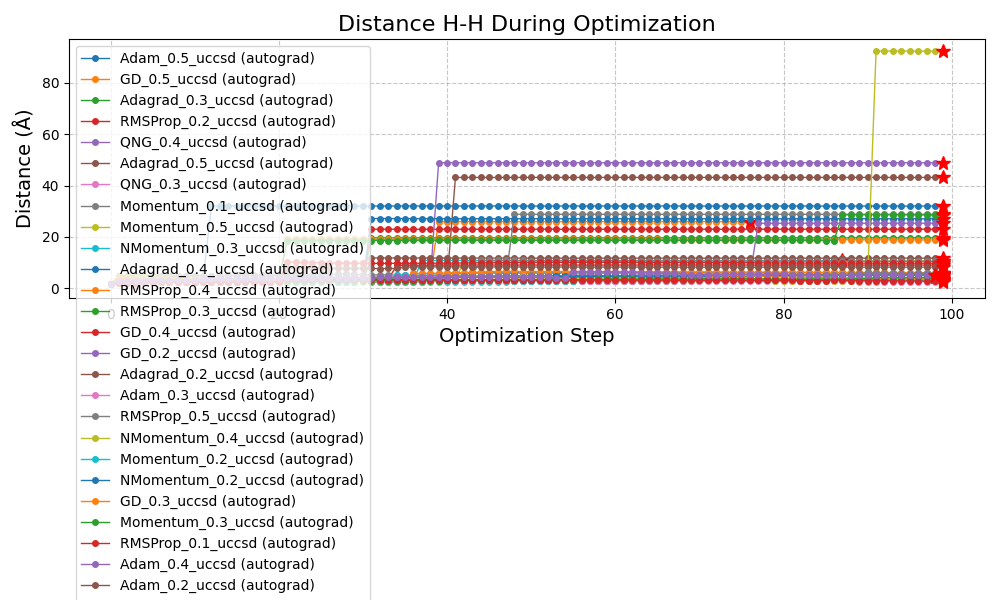 Distance H-H During Optimization
Distance (Å)
80
60
40
20
0
0
40
60
80
100
Optimization Step
Adam_0.5_uccsd (autograd)
GD_0.5_uccsd (autograd)
Adagrad_0.3_uccsd (autograd)
RMSProp_0.2_uccsd (autograd)
QNG_0.4_uccsd (autograd)
Adagrad_0.5_uccsd (autograd)
QNG_0.3_uccsd (autograd)
Momentum_0.1_uccsd (autograd)
Momentum_0.5_uccsd (autograd)
NMomentum_0.3_uccsd (autograd)
Adagrad_0.4_uccsd (autograd)
RMSProp_0.4_uccsd (autograd)
RMSProp_0.3_uccsd (autograd)
GD_0.4_uccsd (autograd)
GD_0.2_uccsd (autograd)
Adagrad_0.2_uccsd (autograd)
Adam_0.3_uccsd (autograd)
RMSProp_0.5_uccsd (autograd)
NMomentum_0.4_uccsd (autograd)
Momentum_0.2_uccsd (autograd)
NMomentum_0.2_uccsd (autograd)
GD_0.3_uccsd (autograd)
Momentum_0.3_uccsd (autograd)
RMSProp_0.1_uccsd (autograd)
Adam_0.4_uccsd (autograd)
Adam_0.2_uccsd (autograd)